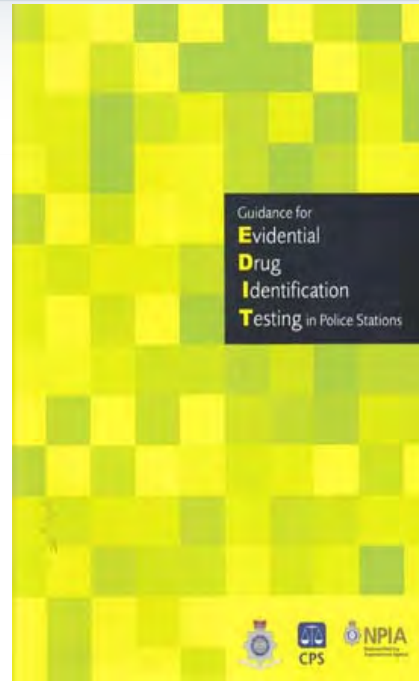 Guidance for
Evidential
Drug
Identification
Testing in Police Stations
CPS
NPIA